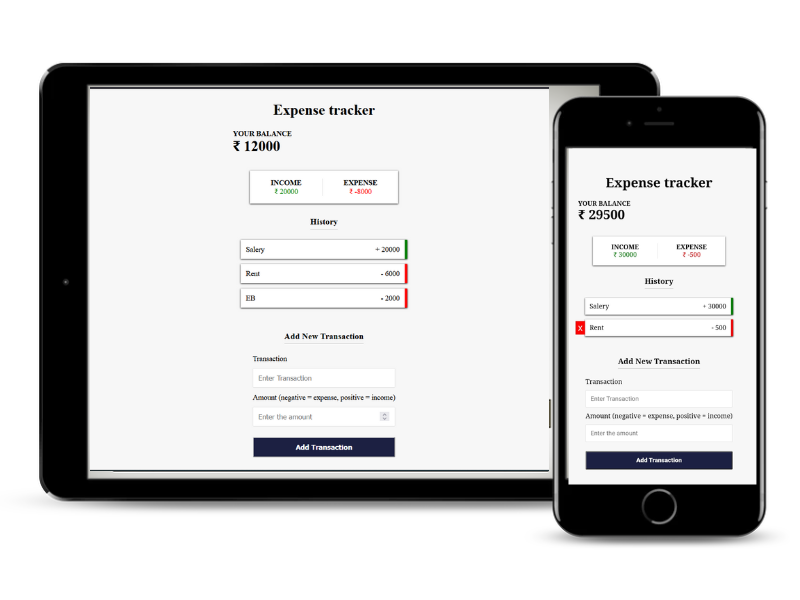 Expense tracker
YOUR BALANCE
₹ 12000
INCOME EXPENSE
₹ 20000 ₹ -8000
History
Salery + 20000
Rent - 6000
EB - 2000
Add New Transaction
Transaction
Enter Transaction
Amount (negative = expense, positive = income)
Enter the amount
Add Transaction
Expense tracker
YOUR BALANCE
₹ 29500
INCOME EXPENSE
₹ 30000 ₹ -500
History
Salery + 30000
X Rent - 500
Add New Transaction
Transaction
Enter Transaction
Amount (negative = expense, positive = income)
Enter the amount
Add Transaction